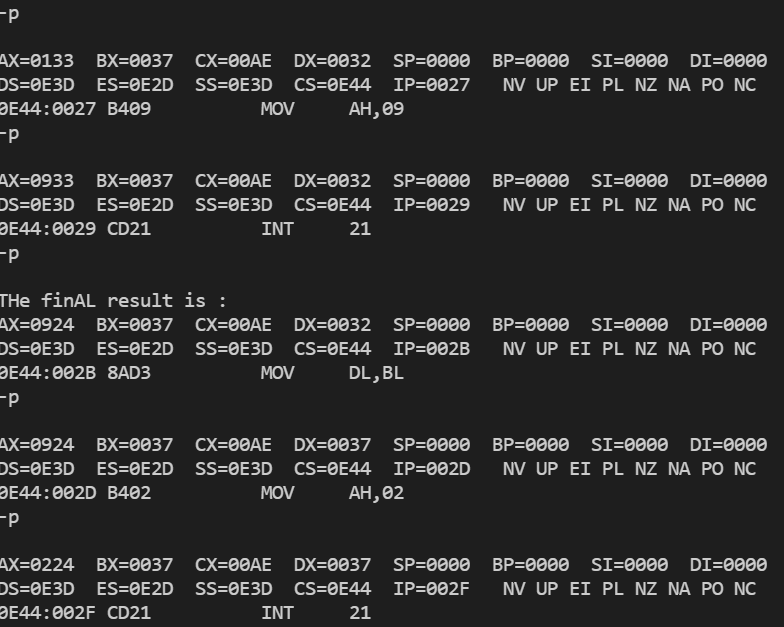 -p
AX=0133 BX=0037 CX=00AE DX=0032 SP=0000 BP=0000 SI=0000 DI=0000
DS=0E3D ES=0E2D SS=0E3D CS=0E44 IP=0027 NV UP EI PL NZ NA PO NC
0E44:0027 B409 MOV AH,09
-p
AX=0933 BX=0037 CX=00AE DX=0032 SP=0000 BP=0000 SI=0000 DI=0000
DS=0E3D ES=0E2D SS=0E3D CS=0E44 IP=0029 NV UP EI PL NZ NA PO NC
0E44:0029 CD21 INT 21
-p
THe finAL result is :
AX=0924 BX=0037 CX=00AE DX=0032 SP=0000 BP=0000 SI=0000 DI=0000
DS=0E3D ES=0E2D SS=0E3D CS=0E44 IP=002B NV UP EI PL NZ NA PO NC
0E44:002B 8AD3 MOV DL,BL
-p
AX=0924 BX=0037 CX=00AE DX=0037 SP=0000 BP=0000 SI=0000 DI=0000
DS=0E3D ES=0E2D SS=0E3D CS=0E44 IP=002D NV UP EI PL NZ NA PO NC
0E44:002D B402 MOV AH,02
-p
AX=0224 BX=0037 CX=00AE DX=0037 SP=0000 BP=0000 SI=0000 DI=0000
DS=0E3D ES=0E2D SS=0E3D CS=0E44 IP=002F NV UP EI PL NZ NA PO NC
0E44:002F CD21 INT 21